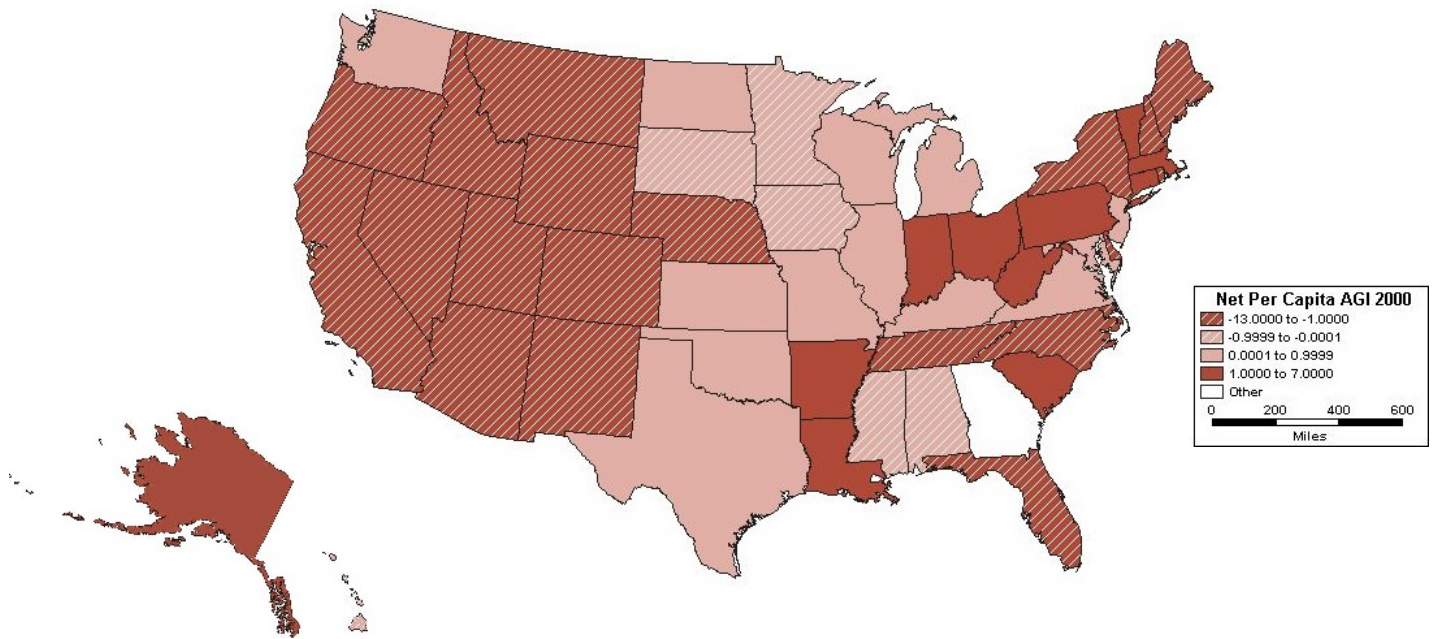 Net Per Capita AGI 2000
-13.0000 to -1.0000
-0.9999 to -0.0001
0.0001 to 0.9999
1.0000 to 7.0000
Other
0 200 400 600
Miles